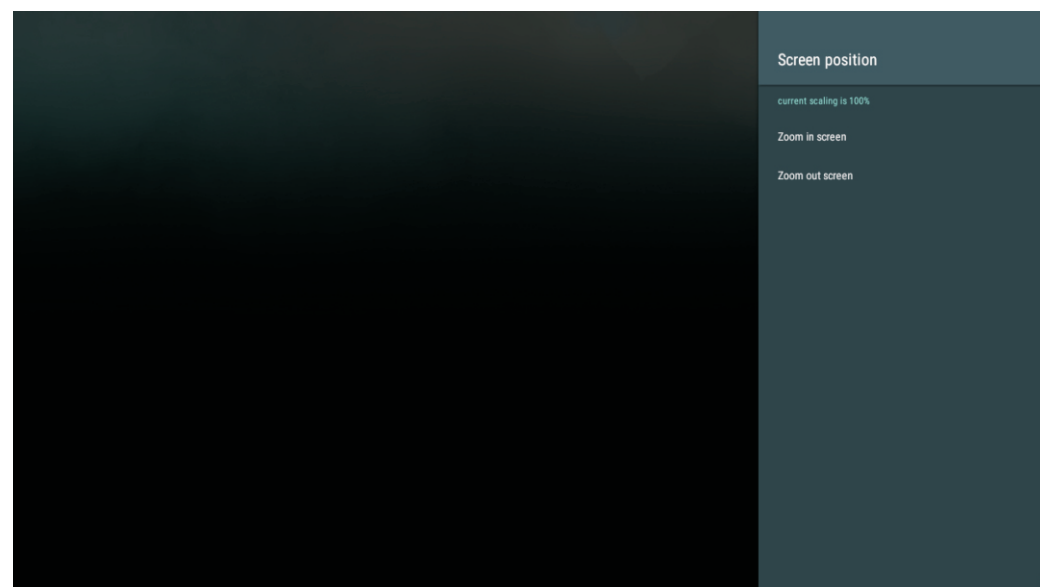 Screen position
current scaling is 100%
Zoom in screen
Zoom out screen